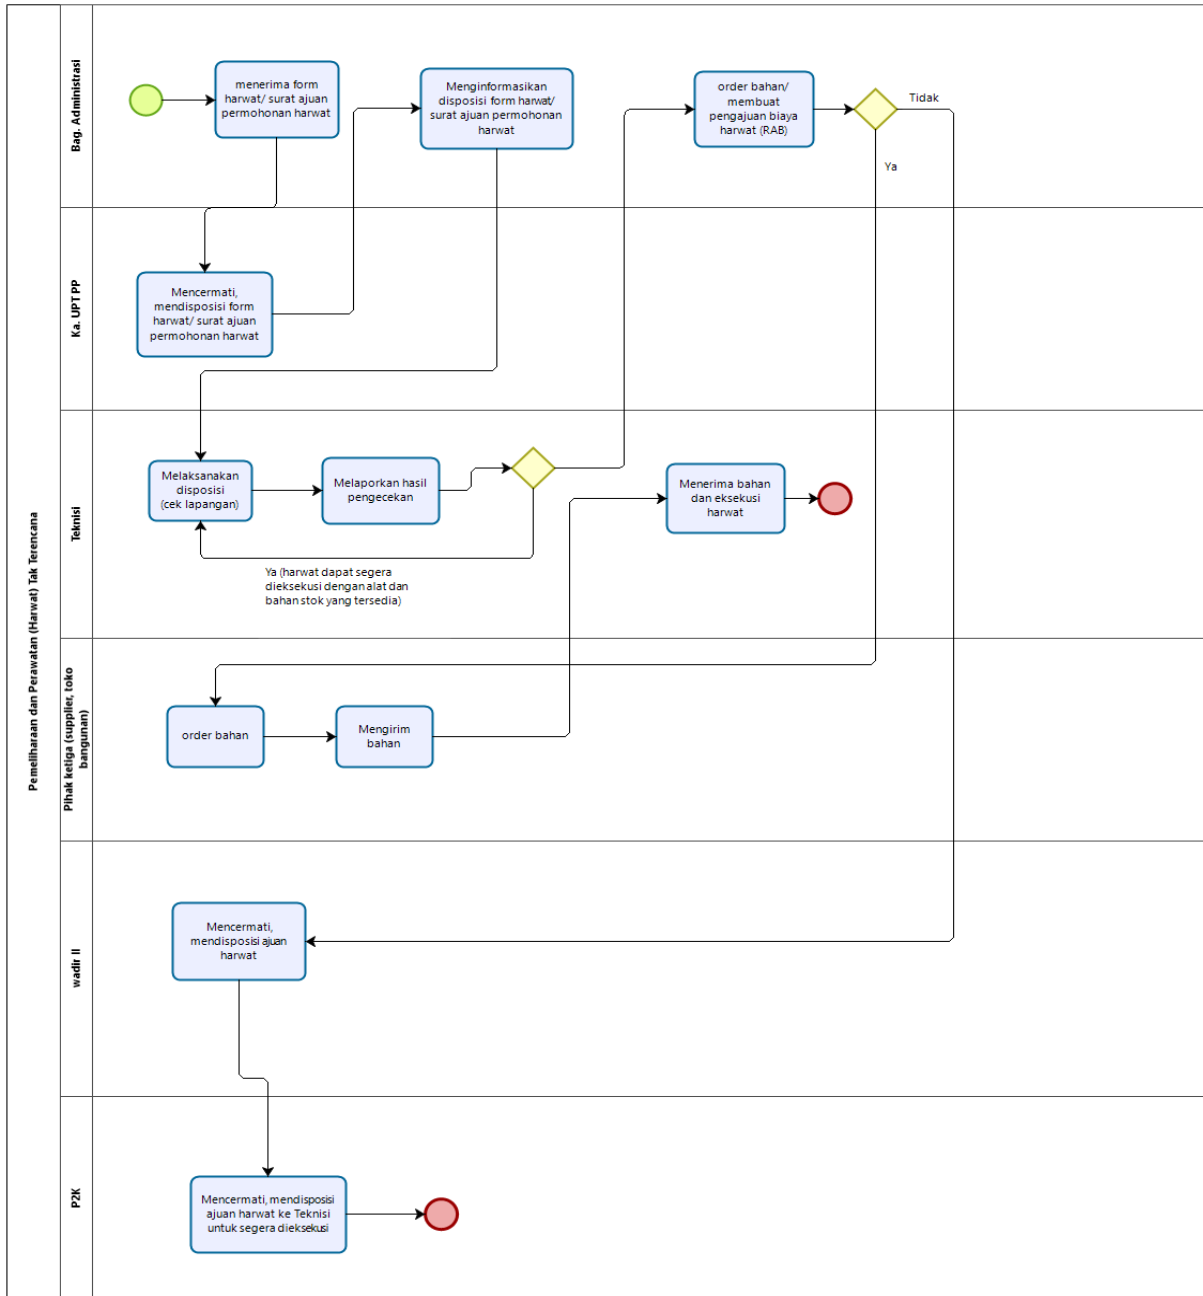 Pemeliharaan dan Perawatan (Harwat) Tak Terencana
Bag. Administrasi
menerima form
harwat/ surat ajuan
permohonan harwat
Menginformasikan
disposisi form harwat/
surat ajuan permohonan
harwat
order bahan/
membuat
pengajuan biaya
harwat (RAB)
Tidak
Ya
Ka. UPT PP
Mencermati,
mendisposisi form
harwat/ surat ajuan
permohonan harwat
Teknisi
Melaksanakan
disposisi
(cek lapangan)
Melaporkan hasil
pengecekan
Menerima bahan
dan eksekusi
harwat
Ya (harwat dapat segera
dieksekusi dengan alat dan
bahan stok yang tersedia)
Pihak ketiga (supplier, toko
bangunan)
order bahan
Mengirim
bahan
wadir II
Mencermati,
mendisposisi ajuan
harwat
P2K
Mencermati, mendisposisi
ajuan harwat ke Teknisi
untuk segera dieksekusi